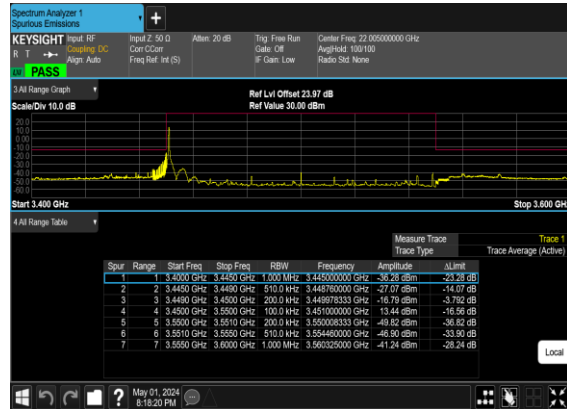 Spectrum Analyzer 1
Spurious Emissions
KEYSIGHT Input: RF Input Z: 50 Ω Atten: 20 dB Trig: Free Run Center Freq: 22.005000000 GHz
R T Coupling: DC Corr CCorr Gate: Off Avg|Hold: 100/100
Align: Auto Freq Ref: Int (S) IF Gain: Low Radio Std: None
PASS
3 All Range Graph
Ref Lvl Offset 23.97 dB
Scale/Div 10.0 dB Ref Value 30.00 dBm
20.0
10.0
0.00
-10.0
-20.0
-30.0
-40.0
-50.0
-60.0
Start 3.400 GHz Stop 3.600 GH
4 All Range Table
Measure Trace Trace 1
Trace Type Trace Average (Active)
Spur Range Start Freq Stop Freq RBW Frequency Amplitude ΔLimit
1 1 3.4000 GHz 3.4450 GHz 1.000 MHz 3.445000000 GHz -36.28 dBm -23.28 dB
2 2 3.4450 GHz 3.4490 GHz 510.0 kHz 3.448760000 GHz -27.07 dBm -14.07 dB
3 3 3.4490 GHz 3.4500 GHz 200.0 kHz 3.449978333 GHz -16.79 dBm -3.792 dB
4 4 3.4500 GHz 3.5500 GHz 100.0 kHz 3.451000000 GHz 13.44 dBm -16.56 dB
5 5 3.5500 GHz 3.5510 GHz 200.0 kHz 3.550008333 GHz -49.82 dBm -36.82 dB
6 6 3.5510 GHz 3.5550 GHz 510.0 kHz 3.554460000 GHz -46.90 dBm -33.90 dB
7 7 3.5550 GHz 3.6000 GHz 1.000 MHz 3.560325000 GHz -41.24 dBm -28.24 dB
Local
?
May 01, 2024
8:18:20 PM